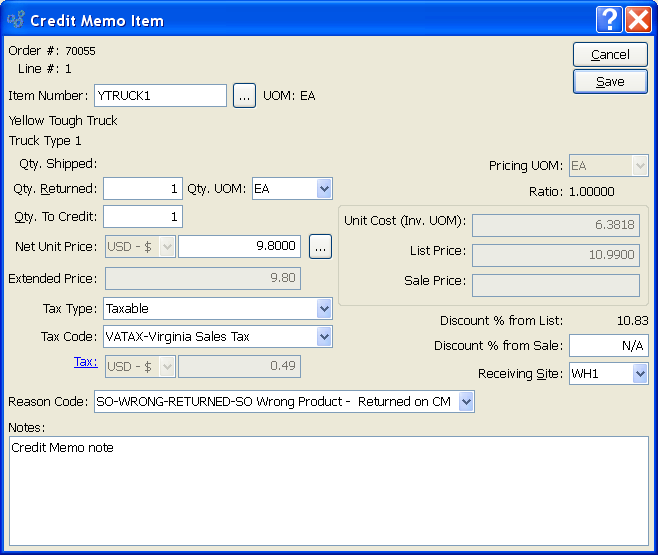 Credit Memo Item
Order #: 70055
Line #: 1
Cancel
Save
Item Number: YTRUCK1 ... UOM: EA
Yellow Tough Truck
Truck Type 1
Qty. Shipped:
Pricing UOM: EA
Qty. Returned: 1 Qty. UOM: EA
Ratio: 1.00000
Qty. To Credit: 1
Unit Cost (Inv. UOM): 6.3818
Net Unit Price: USD - $ 9.8000 ...
List Price: 10.9900
Extended Price: 9.80
Sale Price:
Tax Type: Taxable
Discount % from List: 10.83
Tax Code: VATAX-Virginia Sales Tax
Discount % from Sale: N/A
Tax: USD - $ 0.49
Receiving Site: WH1
Reason Code: SO-WRONG-RETURNED-SO Wrong Product - Returned on CM
Notes:
Credit Memo note